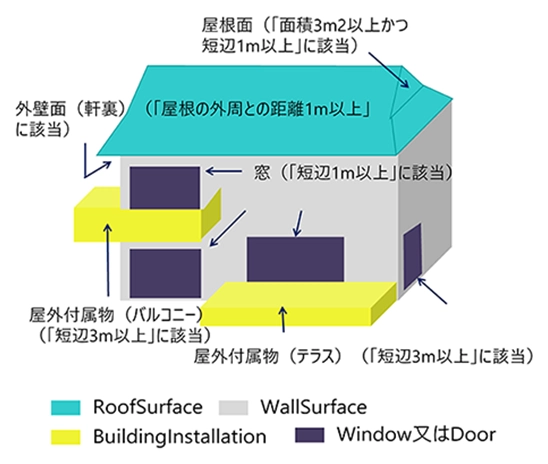 屋根面（「面積3m2以上かつ
短辺1m以上」に該当）
外壁面（軒裏）（「屋根の外周との距離1m以上」
に該当）
窓（「短辺1m以上」に該当）
屋外付属物（バルコニー）
（「短辺3m以上」に該当）
屋外付属物（テラス）（「短辺3m以上」に該当）
RoofSurface
WallSurface
BuildingInstallation
Window又はDoor